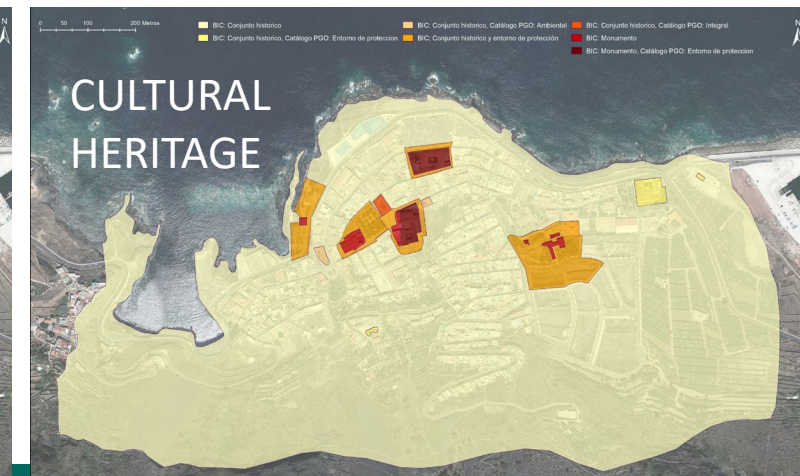 N
0 50 100 200 Metros
BIC: Conjunto historico
BIC: Conjunto historico, Catálogo PGO: Entorno de proteccion
BIC: Conjunto historico, Catálogo PGO: Ambiental
BIC: Conjunto historico y entorno de protección
BIC: Conjunto historico, Catálogo PGO: Integral
BIC: Monumento
BIC: Monumento, Catálogo PGO: Entorno de proteccion
N
CULTURAL
HERITAGE